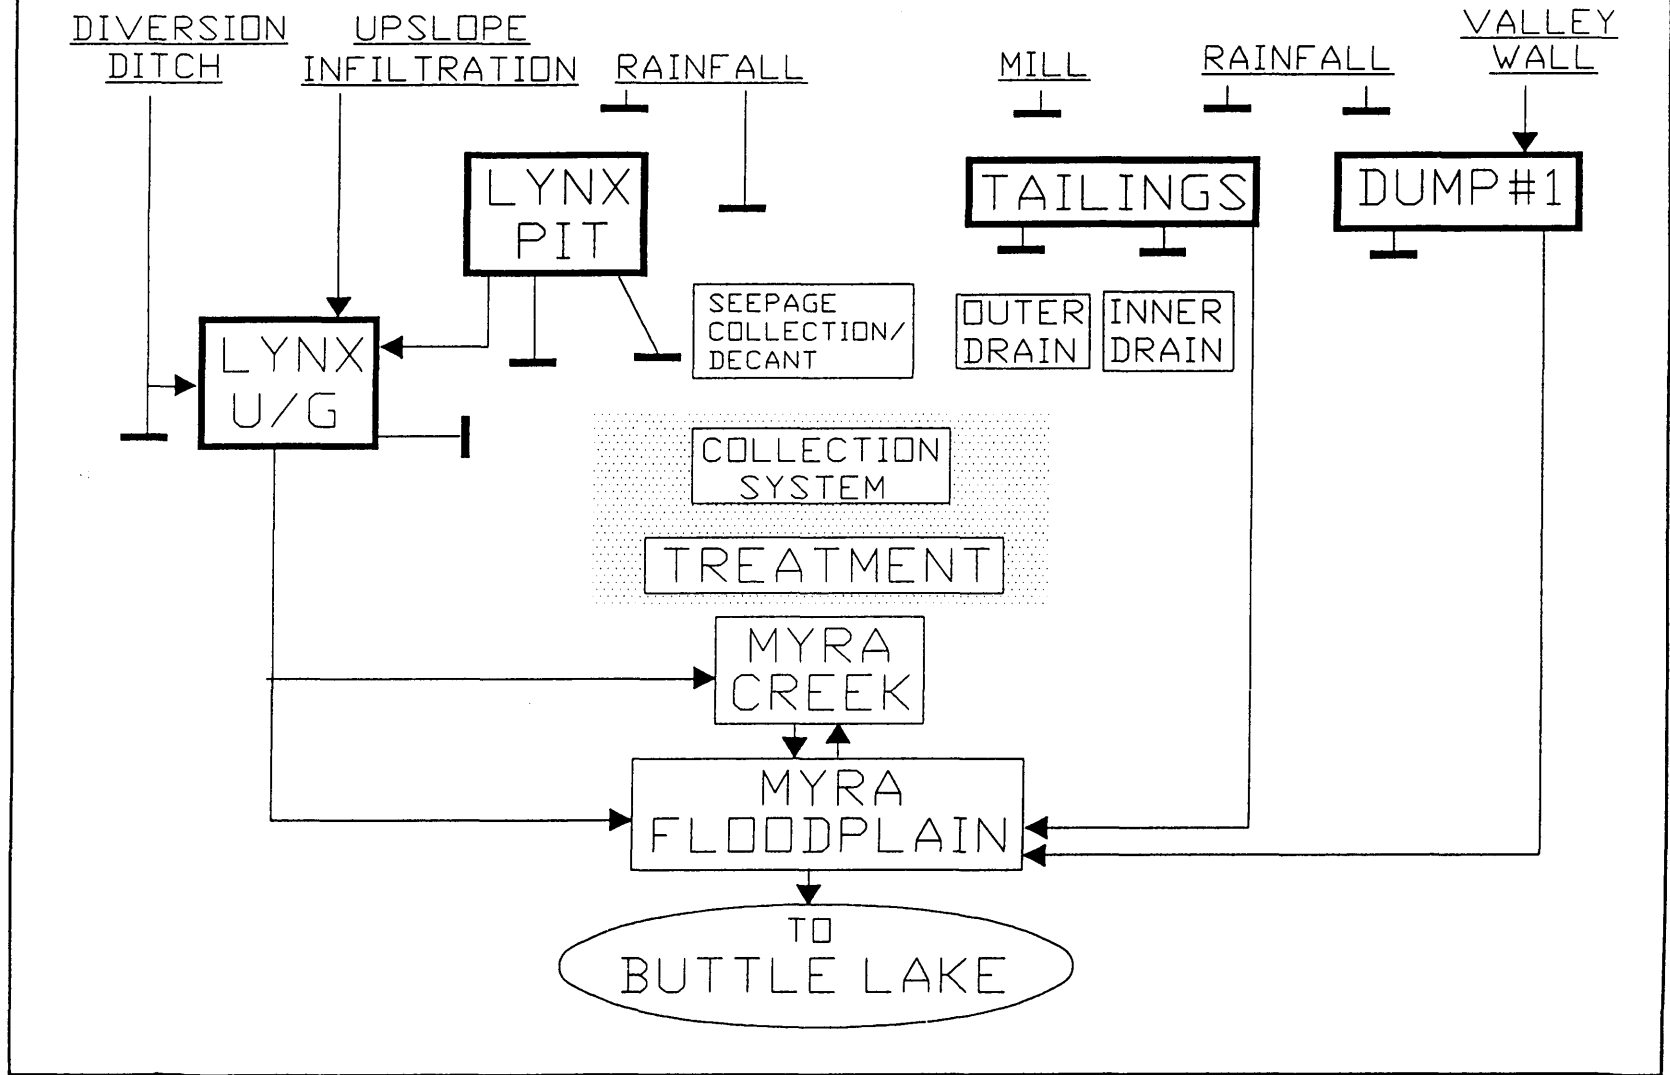 DIVERSION
DITCH
UPSLOPE
INFILTRATION
RAINFALL
MILL
RAINFALL
VALLEY
WALL
LYNX
PIT
TAILINGS
DUMP#1
LYNX
U/G
SEEPAGE
COLLECTION/
DECANT
OUTER
DRAIN
INNER
DRAIN
COLLECTION
SYSTEM
TREATMENT
MYRA
CREEK
MYRA
FLOODPLAIN
TO
BUTTLE LAKE